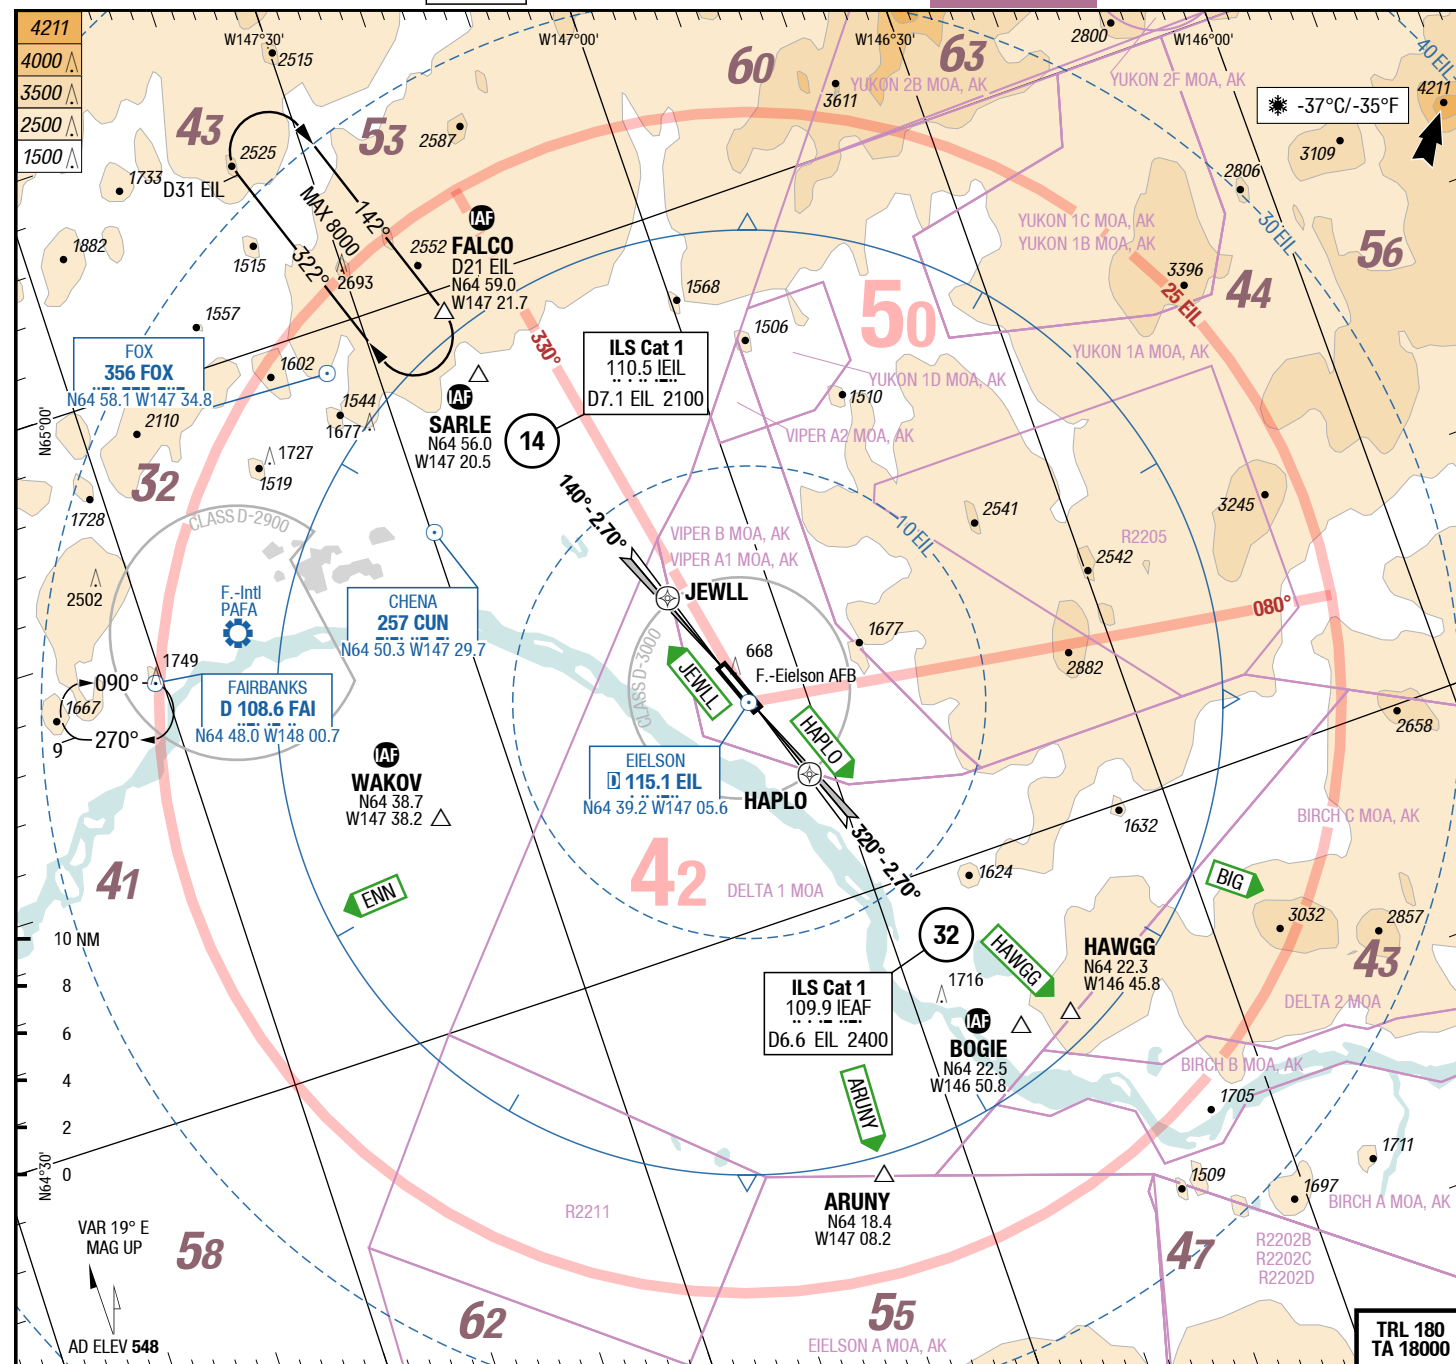 4211
4000
3500
2500
1500
W147°30'
W147°00'
W146°30'
W146°00'
2515
43
53
60
63
2800
40 EIL
4211
YUKON 2B MOA, AK
YUKON 2F MOA, AK
3611
-37°C/-35°F
2587
2525
1733
D31 EIL
3109
2806
MAX 8000
142°
322°
IAF
FALCO
D21 EIL
N64 59.0
W147 21.7
YUKON 1C MOA, AK
YUKON 1B MOA, AK
30 EIL
56
1882
1515
2552
2693
3396
44
25 EIL
1568
50
1557
1506
330°
ILS Cat 1
110.5 IEIL
D7.1 EIL 2100
FOX
356 FOX
N64 58.1 W147 34.8
1602
YUKON 1A MOA, AK
YUKON 1D MOA, AK
1544
1677
IAF
SARLE
N64 56.0
W147 20.5
14
1510
VIPER A2 MOA, AK
2110
N65°00'
1727
1519
32
1728
140°-2.70°
2541
3245
CLASS D-2900
10 EIL
VIPER B MOA, AK
VIPER A1 MOA, AK
R2205
2542
2502
F.-Intl
PAFA
CHENA
257 CUN
N64 50.3 W147 29.7
JEWLL
080°
1677
2882
668
F.-Eielson AFB
CLASS D-3000
JEWLL
1749
090°
1667
270°
9
FAIRBANKS
D 108.6 FAI
N64 48.0 W148 00.7
2658
HAPLO
IAF
WAKOV
N64 38.7
W147 38.2
EIELSON
D 115.1 EIL
N64 39.2 W147 05.6
HAPLO
1632
BIRCH C MOA, AK
320°-2.70°
41
ENN
42
DELTA 1 MOA
1624
BIG
3032
2857
10 NM
32
HAWGG
HAWGG
N64 22.3
W146 45.8
43
8
ILS Cat 1
109.9 IEAF
D6.6 EIL 2400
1716
DELTA 2 MOA
6
IAF
BOGIE
N64 22.5
W146 50.8
BIRCH B MOA, AK
4
ARUNY
1705
2
1711
0
N64°30'
1509
1697
ARUNY
N64 18.4
W147 08.2
BIRCH A MOA, AK
R2211
VAR 19° E
MAG UP
58
47
R2202B
R2202C
R2202D
62
55
EIELSON A MOA, AK
AD ELEV 548
TRL 180
TA 18000